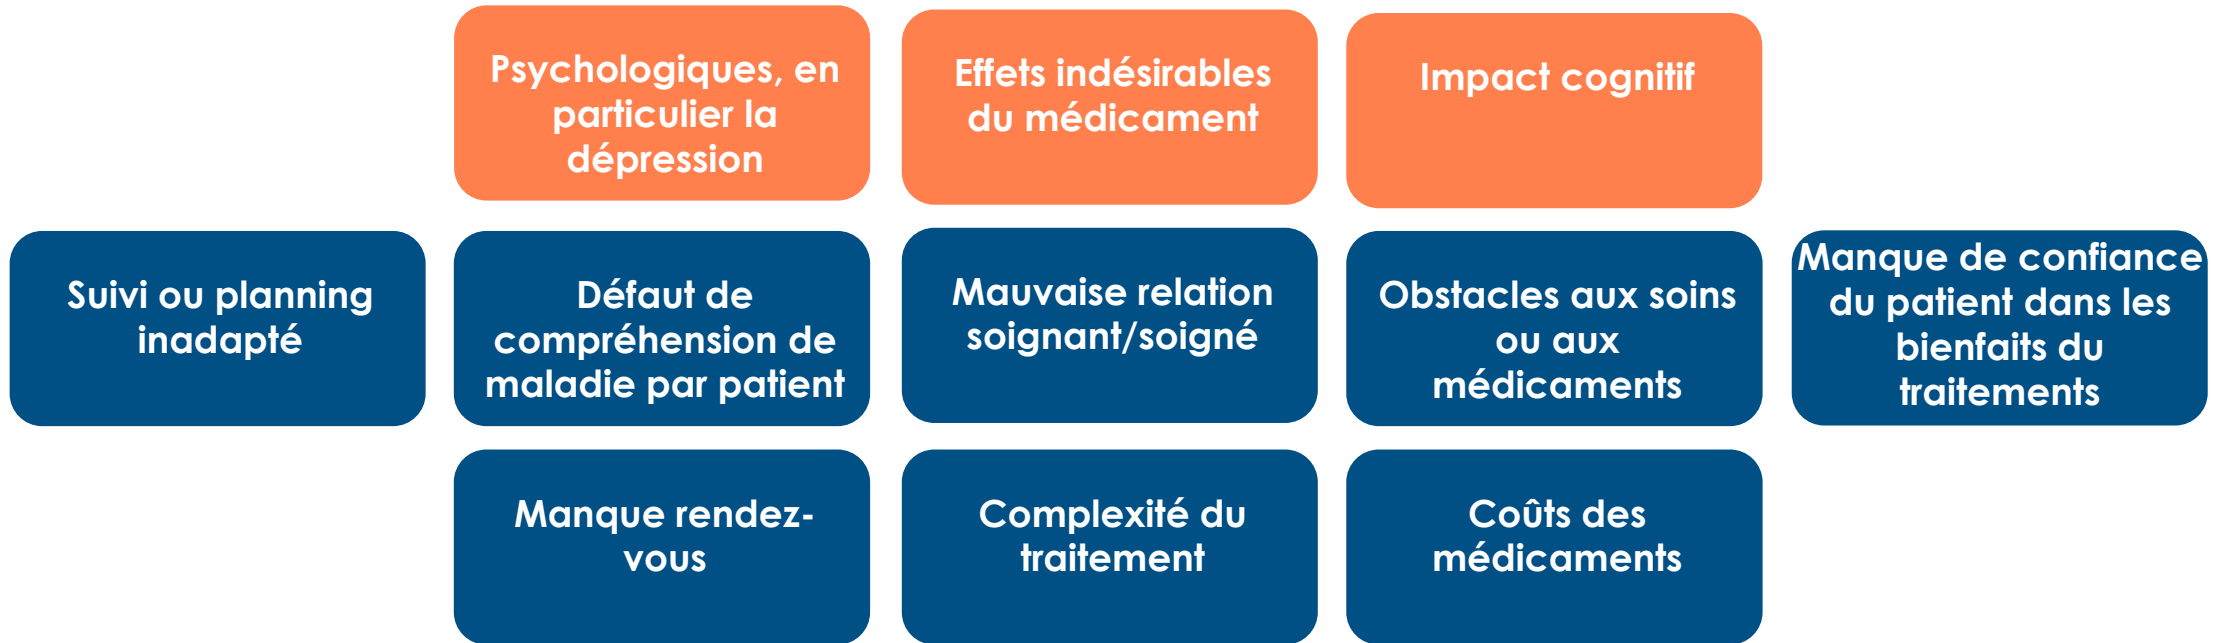 Psychologiques, en
particulier la
dépression
Effets indésirables
du médicament
Impact cognitif
Suivi ou planning
inadapté
Défaut de
compréhension de
maladie par patient
Mauvaise relation
soignant/soigné
Obstacles aux soins
ou aux
médicaments
Manque de confiance
du patient dans les
bienfaits du
traitements
Manque rendez-
vous
Complexité du
traitement
Coûts des
médicaments